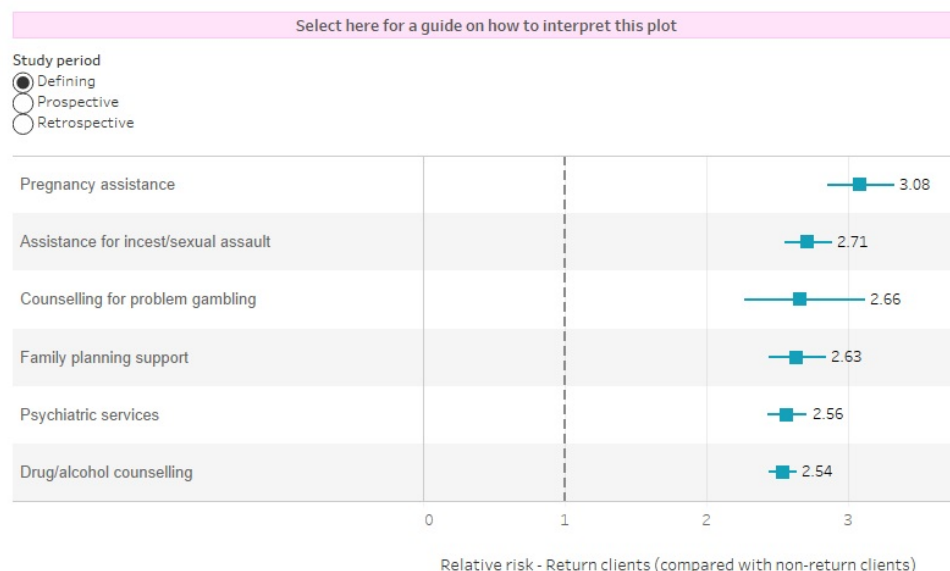 Select here for a guide on how to interpret this plot
Study period
Defining
Prospective
Retrospective
Pregnancy assistance 3.08
Assistance for incest/sexual assault 2.71
Counselling for problem gambling 2.66
Family planning support 2.63
Psychiatric services 2.56
Drug/alcohol counselling 2.54
0 1 2 3
Relative risk - Return clients (compared with non-return clients)